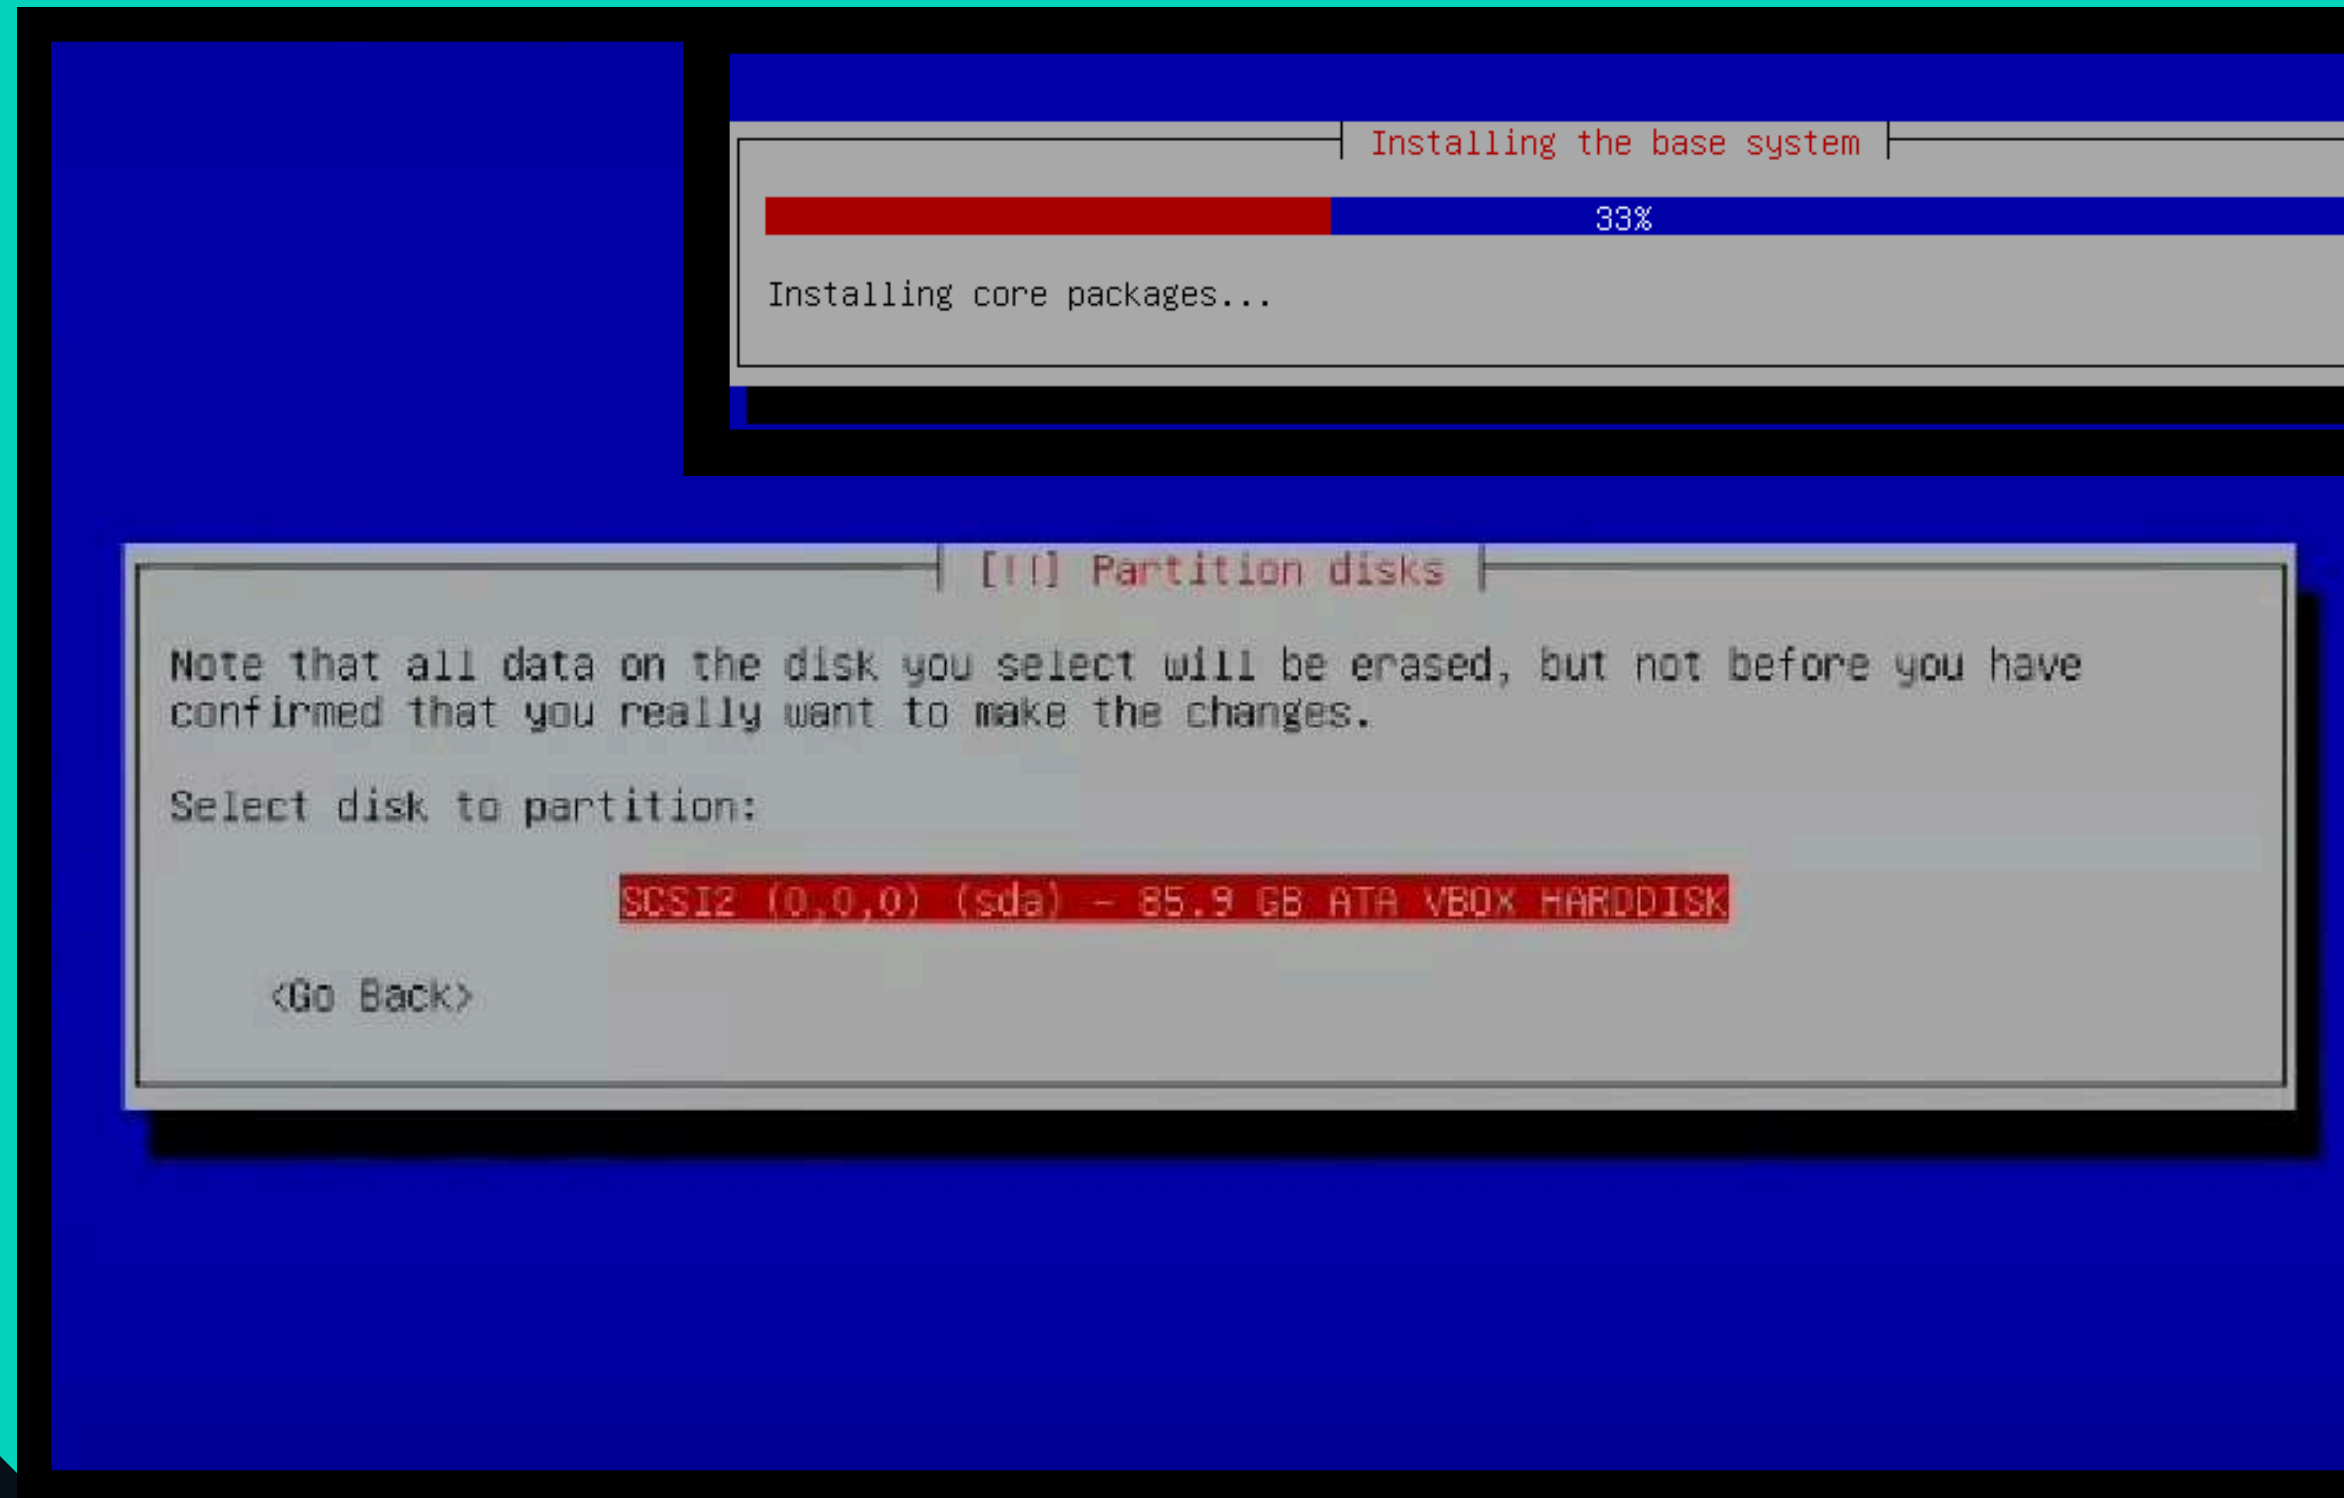 Installing the base system
33%
Installing core packages...
[!!] Partition disks
Note that all data on the disk you select will be erased, but not before you have
confirmed that you really want to make the changes.
Select disk to partition:
SCSI2 (0,0,0) (sda) - 85.9 GB ATA VBOX HARDDISK
<Go Back>